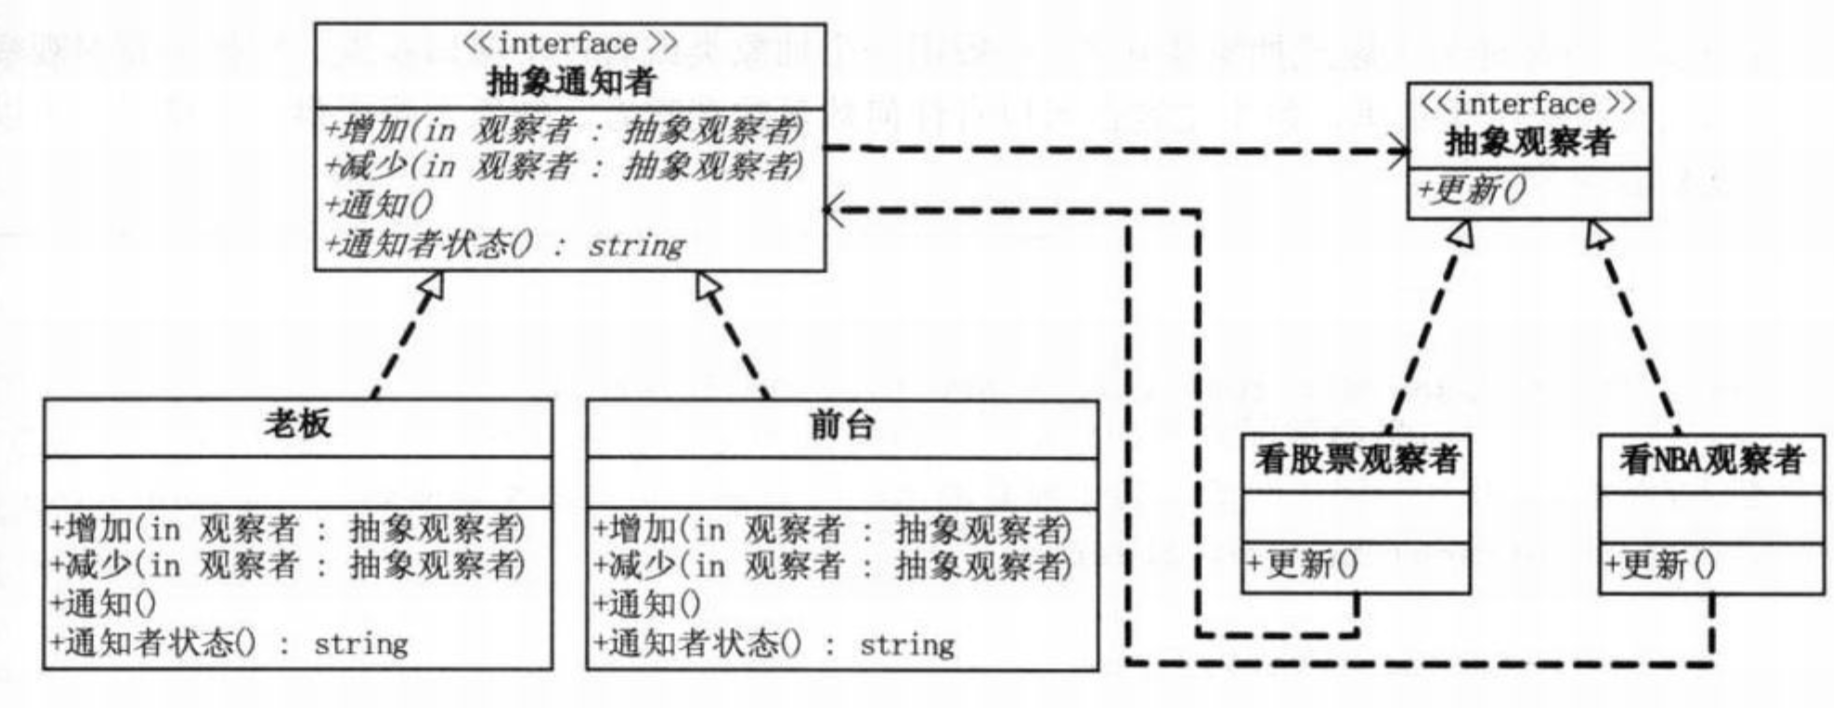 <<interface>>
抽象通知者
+增加(in 观察者 : 抽象观察者)
+减少(in 观察者 : 抽象观察者)
+通知()
+通知者状态() : string
<<interface>>
抽象观察者
+更新()
老板
+增加(in 观察者 : 抽象观察者)
+减少(in 观察者 : 抽象观察者)
+通知()
+通知者状态() : string
前台
+增加(in 观察者 : 抽象观察者)
+减少(in 观察者 : 抽象观察者)
+通知()
+通知者状态() : string
看股票观察者
+更新()
看NBA观察者
+更新()